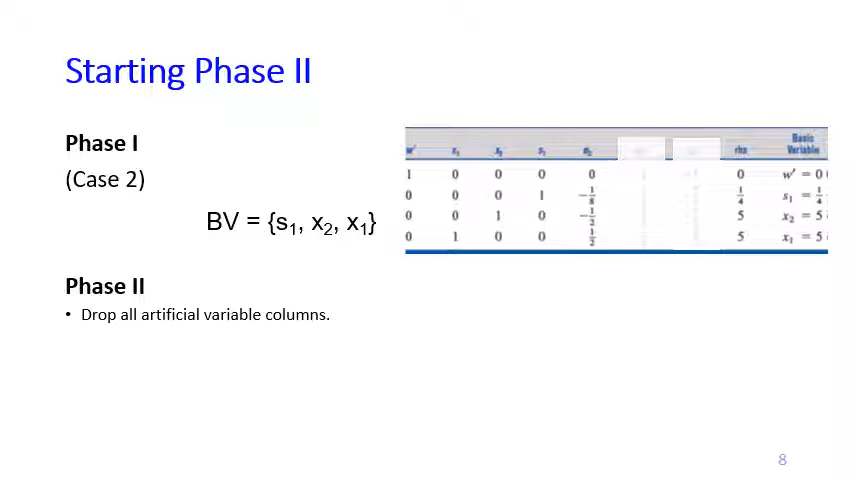 Starting Phase II
Phase I
(Case 2)
BV = {s1, x2, x1}
w' x1 x2 s1 e2 rhs Basic Variable
1 0 0 0 0 0 w' = 0
0 0 0 1 -1/8 1/4 s1 = 1/4
0 0 1 0 -1/2 5 x2 = 5
0 1 0 0 1/2 5 x1 = 5
Phase II
• Drop all artificial variable columns.
8